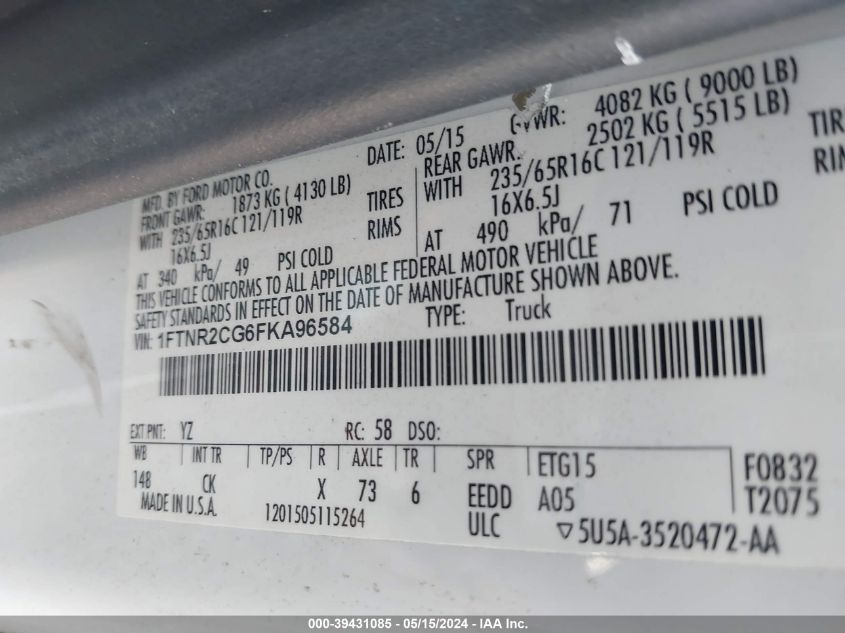 MFD. BY FORD MOTOR CO.
DATE: 05/15
GVWR: 4082 KG ( 9000 LB)
FRONT GAWR: 1873 KG ( 4130 LB)
REAR GAWR: 2502 KG ( 5515 LB)
WITH 235/65R16C 121/119R TIRES
WITH 235/65R16C 121/119R TIR
16X6.5J RIMS
16X6.5J RIM
AT 340 kPa/ 49 PSI COLD
AT 490 kPa/ 71 PSI COLD
THIS VEHICLE CONFORMS TO ALL APPLICABLE FEDERAL MOTOR VEHICLE
SAFETY STANDARDS IN EFFECT ON THE DATE OF MANUFACTURE SHOWN ABOVE.
VIN: 1FTNR2CG6FKA96584
TYPE: Truck
EXT PNT: YZ RC: 58 DSO:
WB INT TR TP/PS R AXLE TR SPR ETG15 F0832
148 CK X 73 6 EEDD A05 T2075
MADE IN U.S.A. 1201505115264 ULC ▽5U5A-3520472-AA
000-39431085 - 05/15/2024 - IAA Inc.